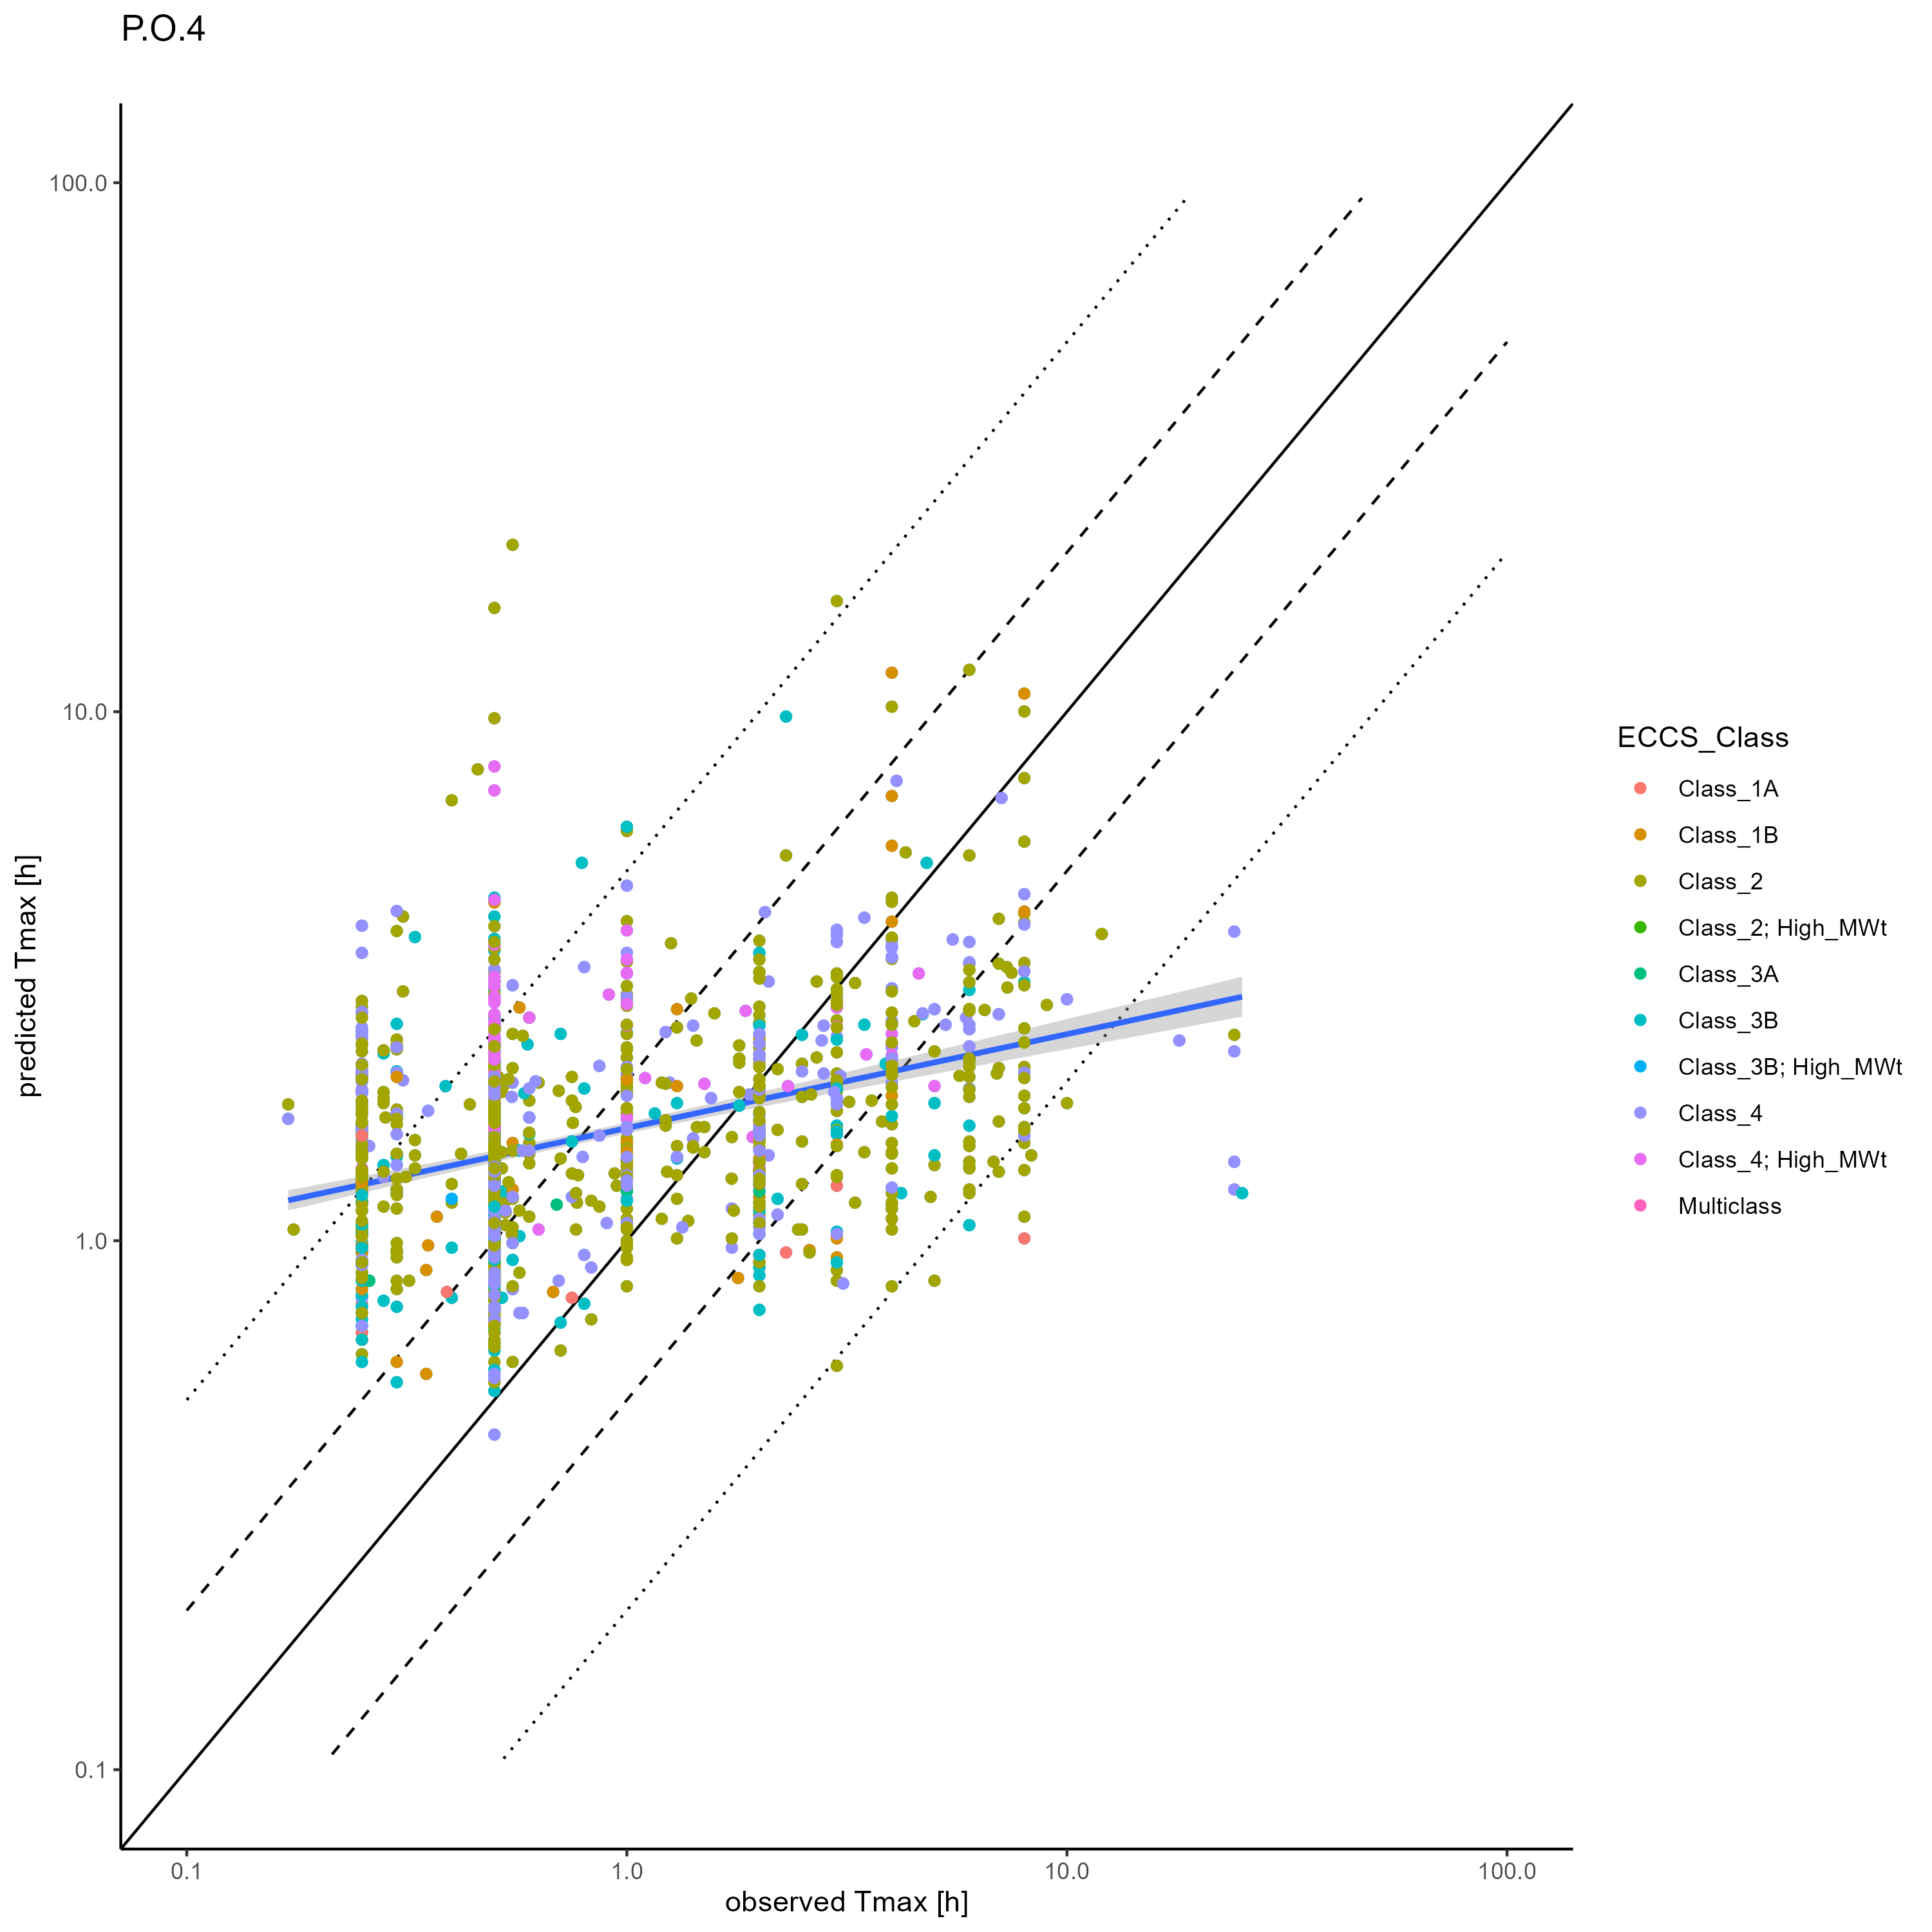 P.O.4
predicted Tmax [h]
100.0
10.0
1.0
0.1
0.1
1.0
10.0
100.0
observed Tmax [h]
ECCS_Class
Class_1A
Class_1B
Class_2
Class_2; High_MWt
Class_3A
Class_3B
Class_3B; High_MWt
Class_4
Class_4; High_MWt
Multiclass